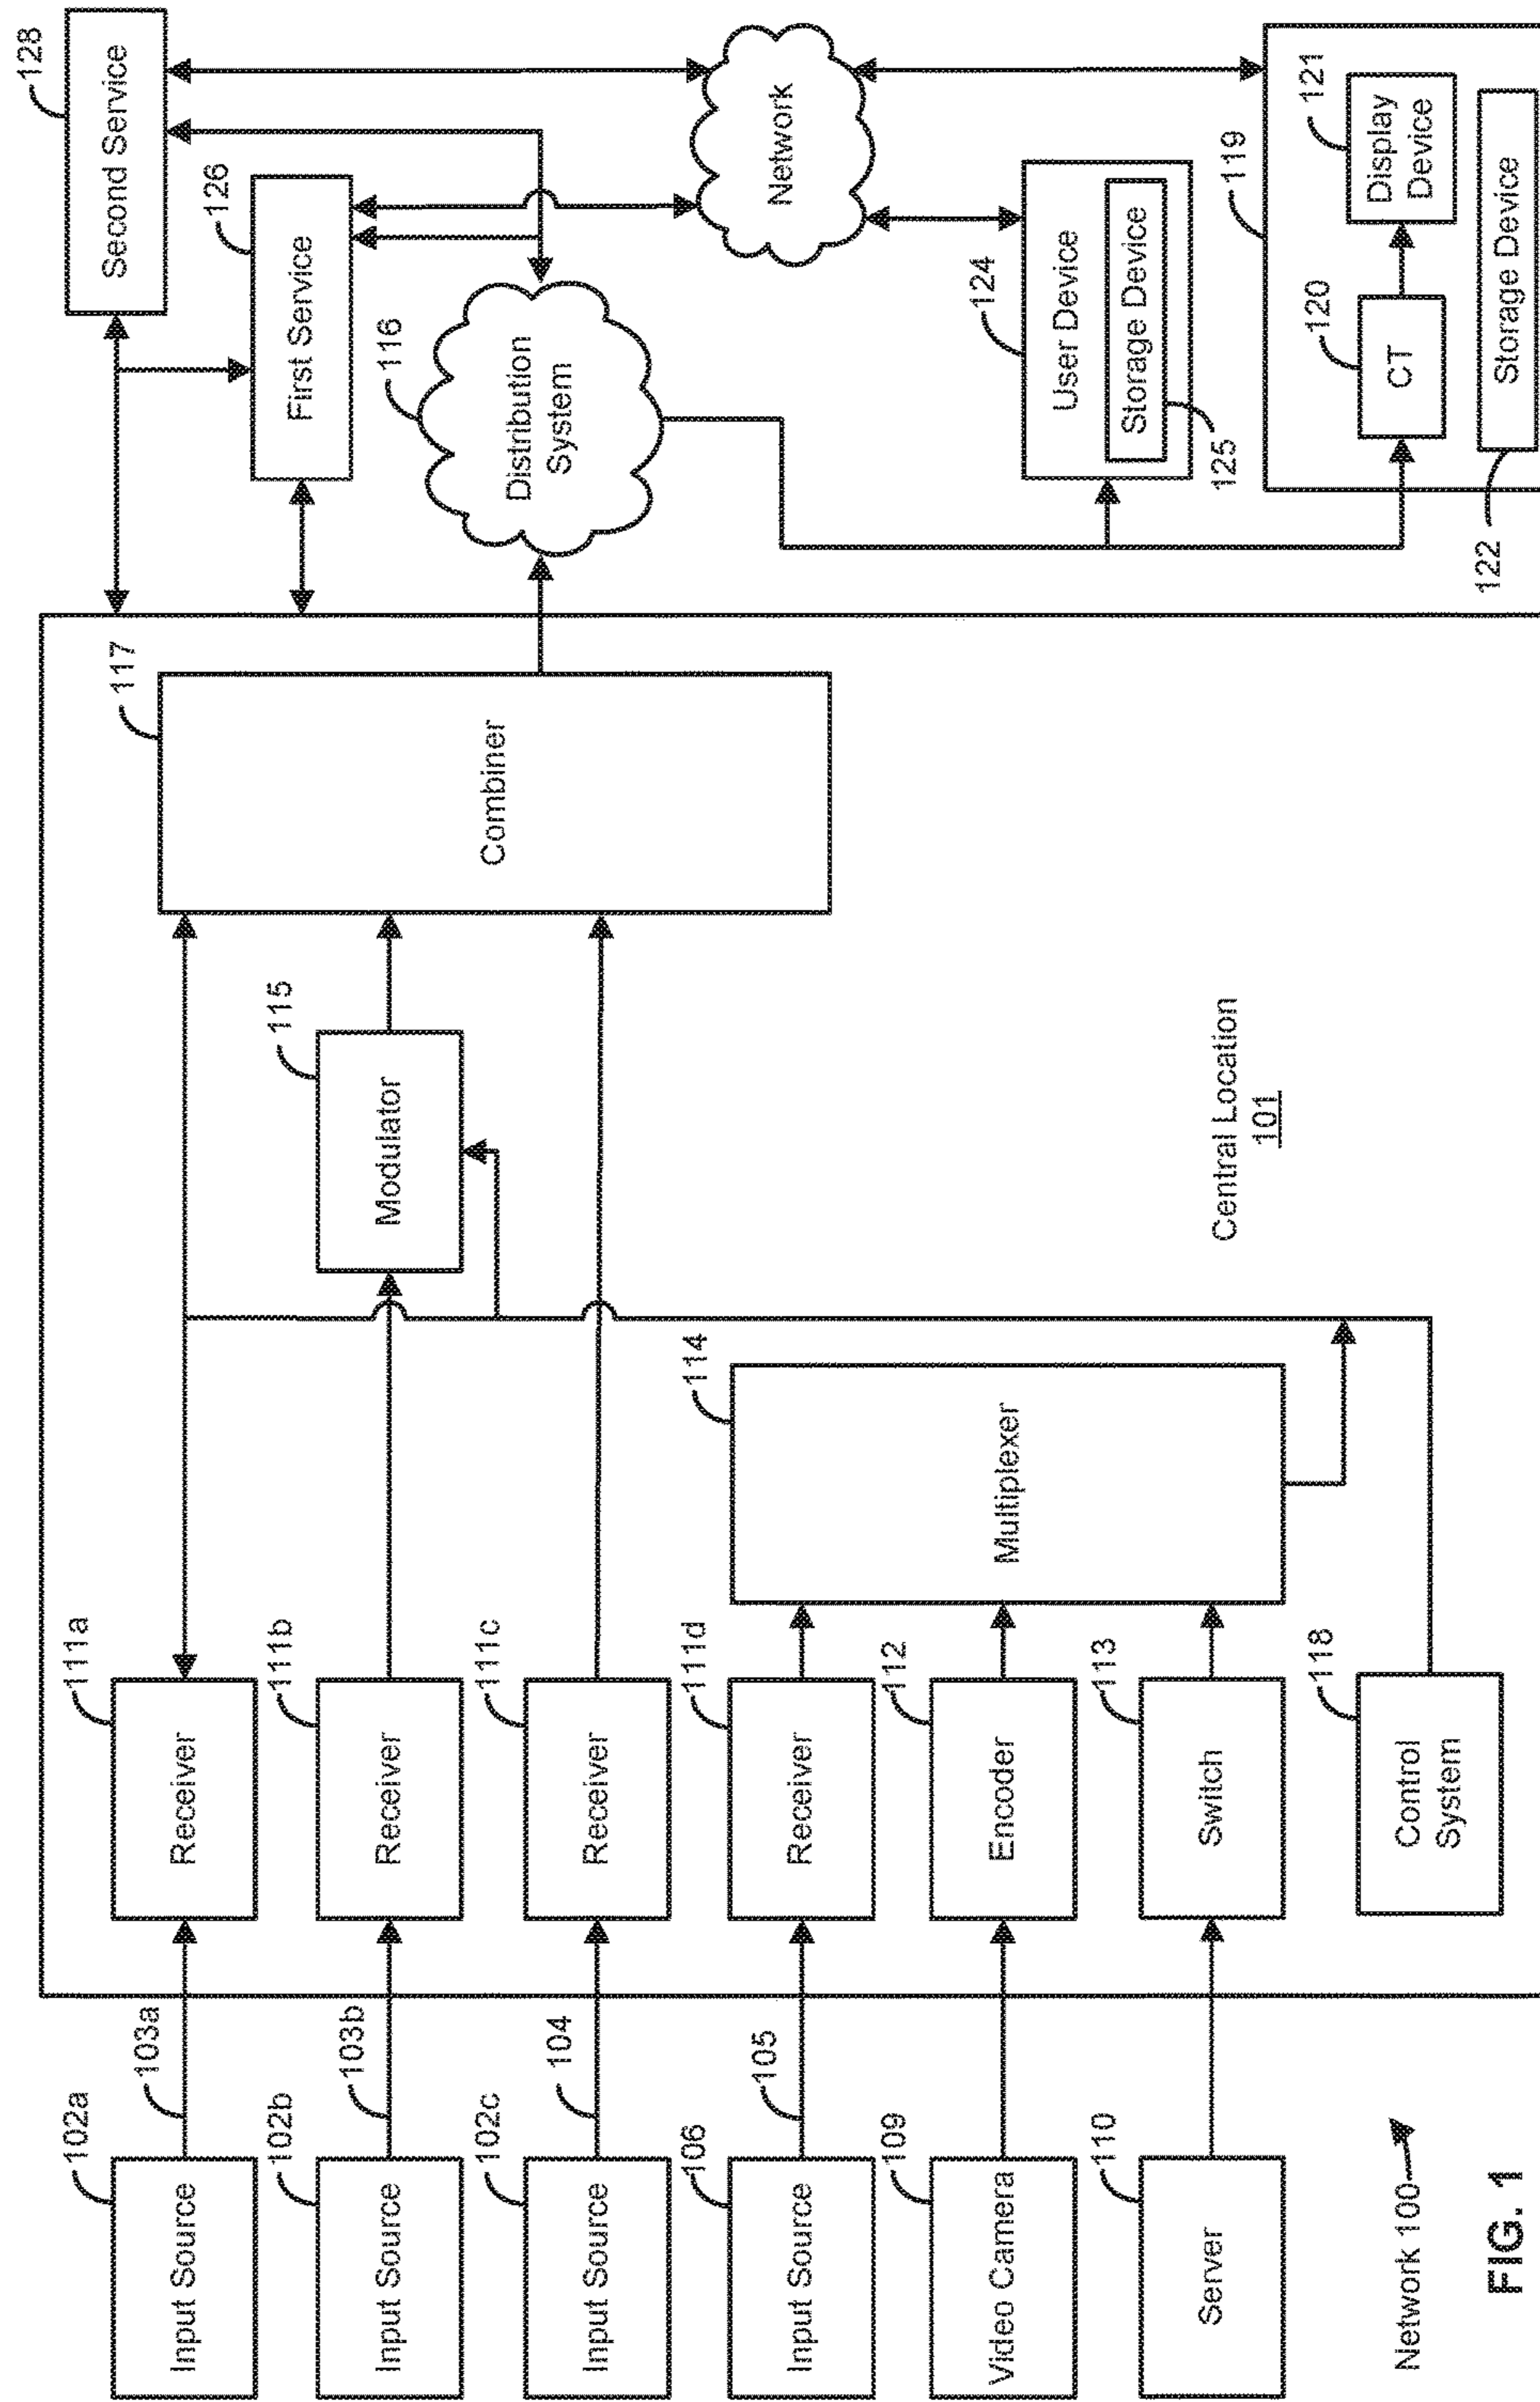 102a
Input Source
103a
111a
Receiver
102b
Input Source
103b
111b
Receiver
102c
Input Source
104
111c
Receiver
106
Input Source
105
111d
Receiver
109
Video Camera
112
Encoder
110
Server
113
Switch
118
Control
System
114
Multiplexer
115
Modulator
117
Combiner
Central Location
101
128
Second Service
126
First Service
116
Distribution
System
Network
124
User Device
Storage Device
125
119
120
CT
121
Display
Device
122
Storage Device
Network 100
FIG. 1